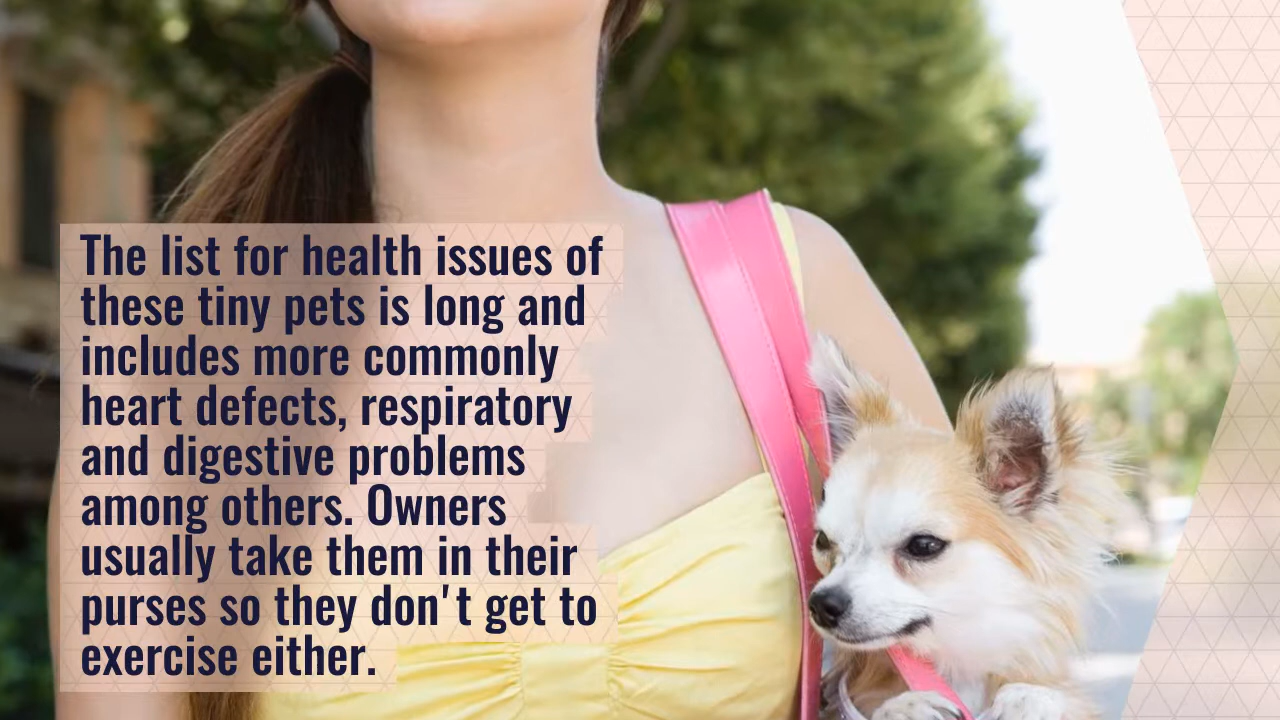 The list for health issues of
these tiny pets is long and
includes more commonly
heart defects, respiratory
and digestive problems
among others. Owners
usually take them in their
purses so they don't get to
exercise either.